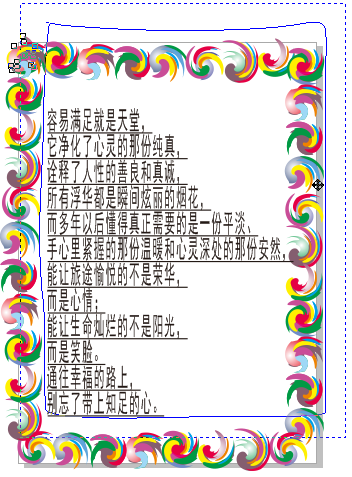 容易满足就是天堂，
它净化了心灵的那份纯真，
诠释了人性的善良和真诚，
所有浮华都是瞬间炫丽的烟花，
而多年以后懂得真正需要的是一份平淡、
手心里紧握的那份温暖和心灵深处的那份安然，
能让旅途愉悦的不是荣华，
而是心情；
能让生命灿烂的不是阳光，
而是笑脸。
通往幸福的路上，
别忘了带上知足的心。